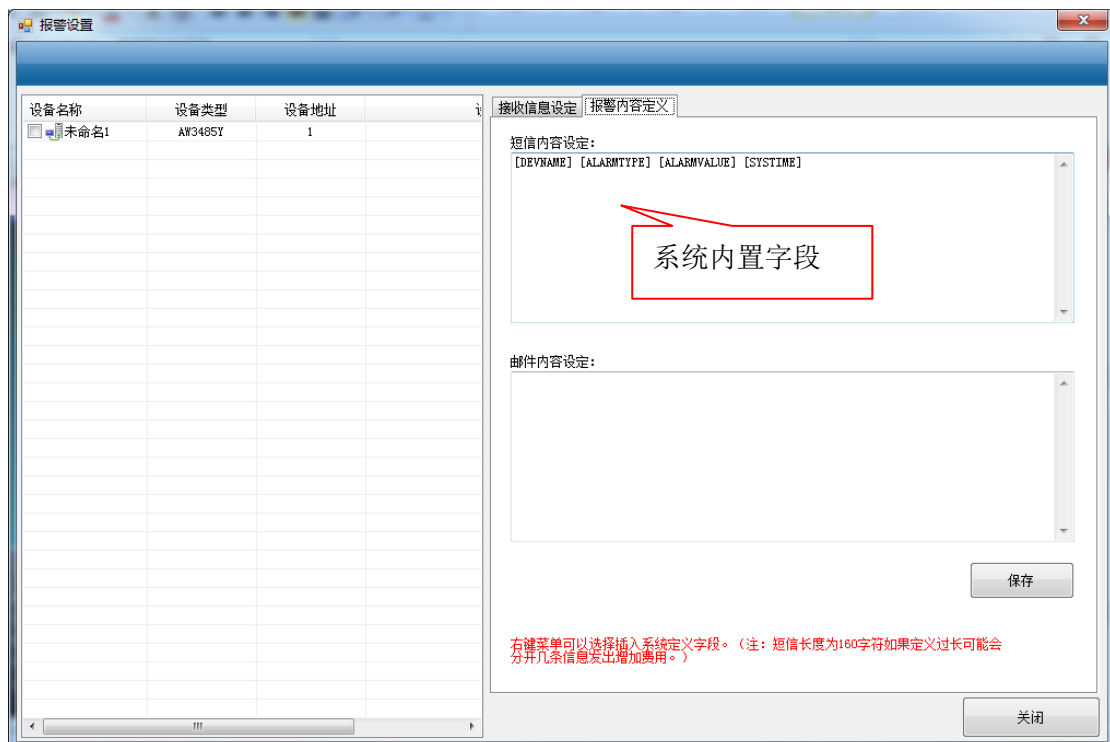 报警设置
设备名称 设备类型 设备地址
未命名1 AW3485Y 1
接收信息设定 报警内容定义
短信内容设定:
[DEVNAME] [ALARMTYPE] [ALARMVALUE] [SYSTIME]
系统内置字段
邮件内容设定:
保存
右键菜单可以选择插入系统定义字段。（注: 短信长度为160字符如果定义过长可能会
分开几条信息发出增加费用。）
关闭